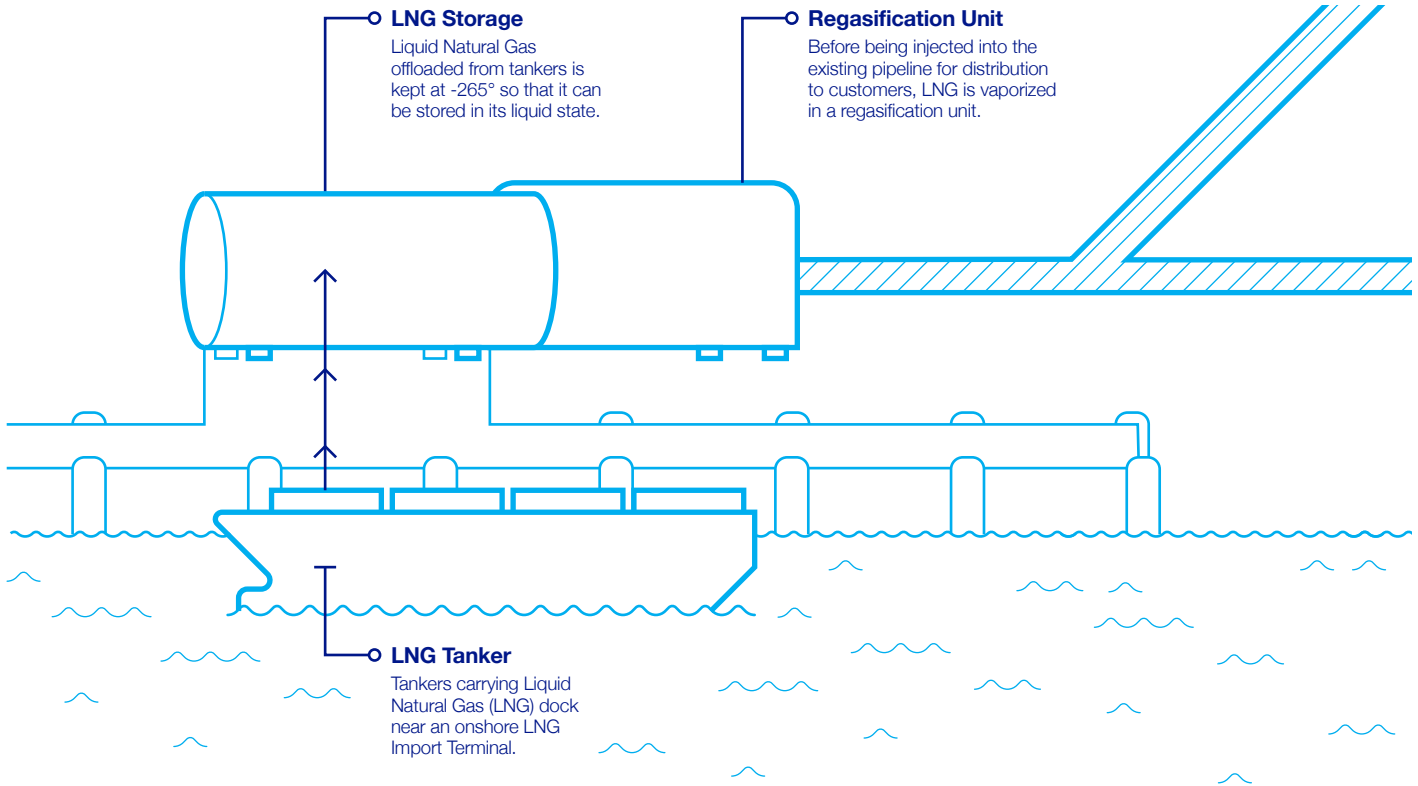 LNG Storage
Liquid Natural Gas
offloaded from tankers is
kept at -265° so that it can
be stored in its liquid state.
Regasification Unit
Before being injected into the
existing pipeline for distribution
to customers, LNG is vaporized
in a regasification unit.
LNG Tanker
Tankers carrying Liquid
Natural Gas (LNG) dock
near an onshore LNG
Import Terminal.